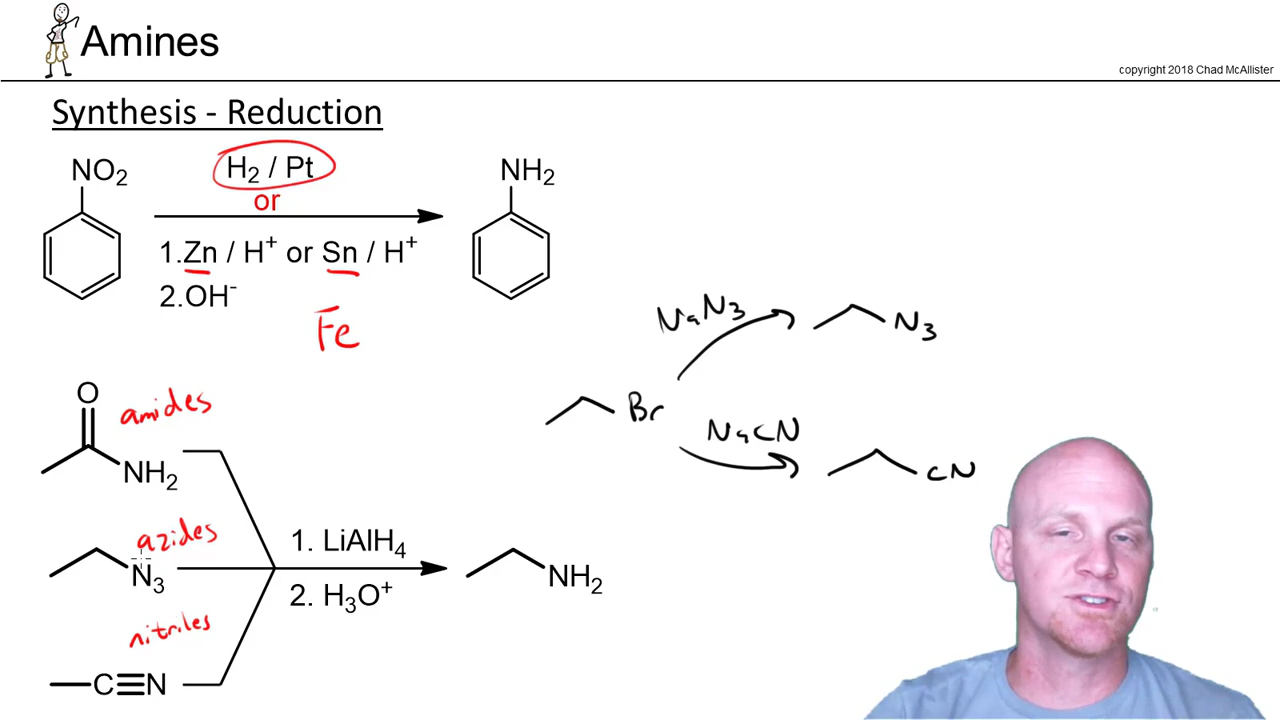 Amines
copyright 2018 Chad McAllister
Synthesis - Reduction
NO2
H2 / Pt
or
1.Zn / H+ or Sn / H+
2.OH-
Fe
NH2
NaN3
N3
Br
NaCN
CN
O
amides
NH2
azides
N3
nitriles
C≡N
1. LiAlH4
2. H3O+
NH2